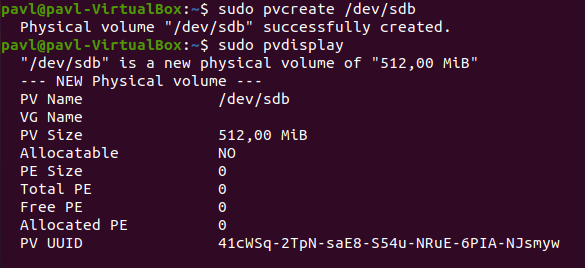 pavl@pavl-VirtualBox:~$ sudo pvcreate /dev/sdb
  Physical volume "/dev/sdb" successfully created.
pavl@pavl-VirtualBox:~$ sudo pvdisplay
  "/dev/sdb" is a new physical volume of "512,00 MiB"
  --- NEW Physical volume ---
  PV Name               /dev/sdb
  VG Name
  PV Size               512,00 MiB
  Allocatable           NO
  PE Size               0
  Total PE              0
  Free PE               0
  Allocated PE          0
  PV UUID               41cWSq-2TpN-saE8-S54u-NRuE-6PIA-NJsmyw